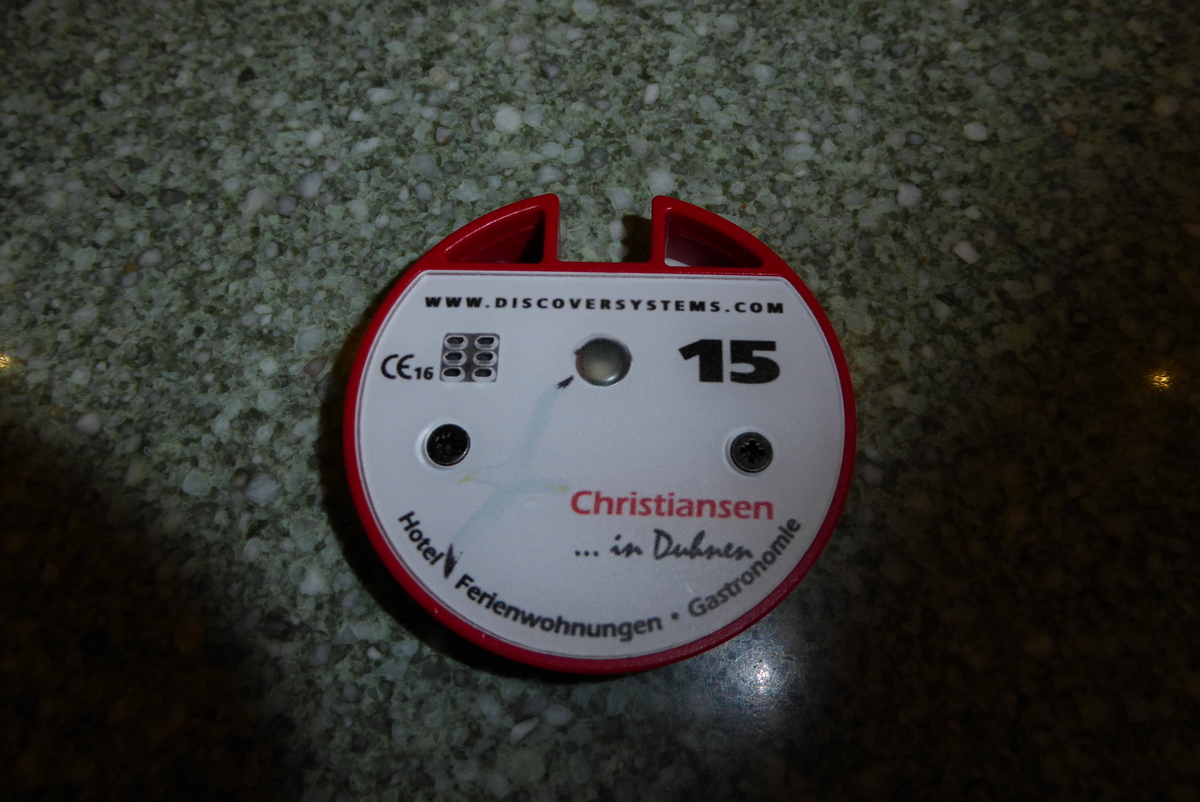 WWW.DISCOVERSYSTEMS.COM
CE16
15
Christiansen
... in Duhnen
Hotel Ferienwohnungen • Gastronomie